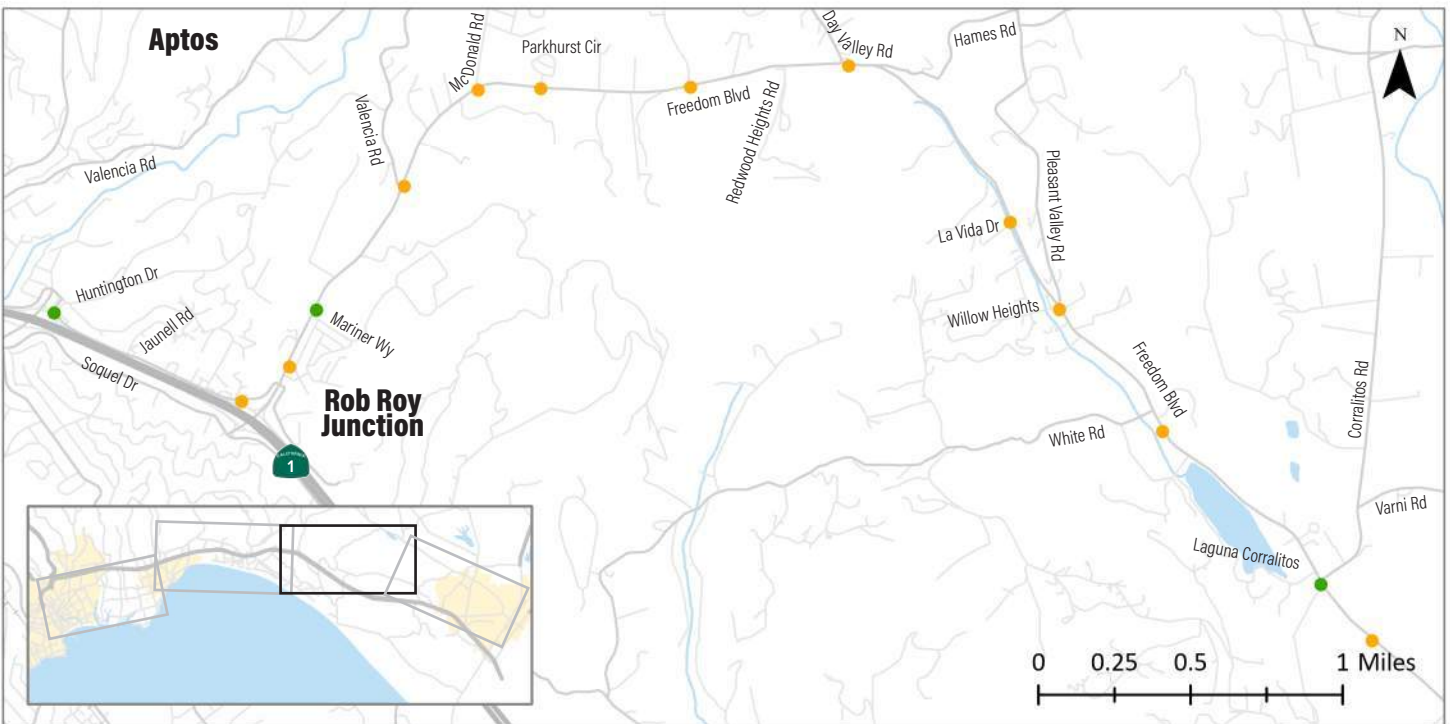 Aptos
McDonald Rd
Parkhurst Cir
Day Valley Rd
Hames Rd
N
Valencia Rd
Valencia Rd
Freedom Blvd
Redwood Heights Rd
Pleasant Valley Rd
La Vida Dr
Huntington Dr
Jaunell Rd
Mariner Wy
Willow Heights
Soquel Dr
Freedom Blvd
Corralitos Rd
Rob Roy
Junction
White Rd
CALIFORNIA
1
Varni Rd
Laguna Corralitos
0 0.25 0.5 1 Miles